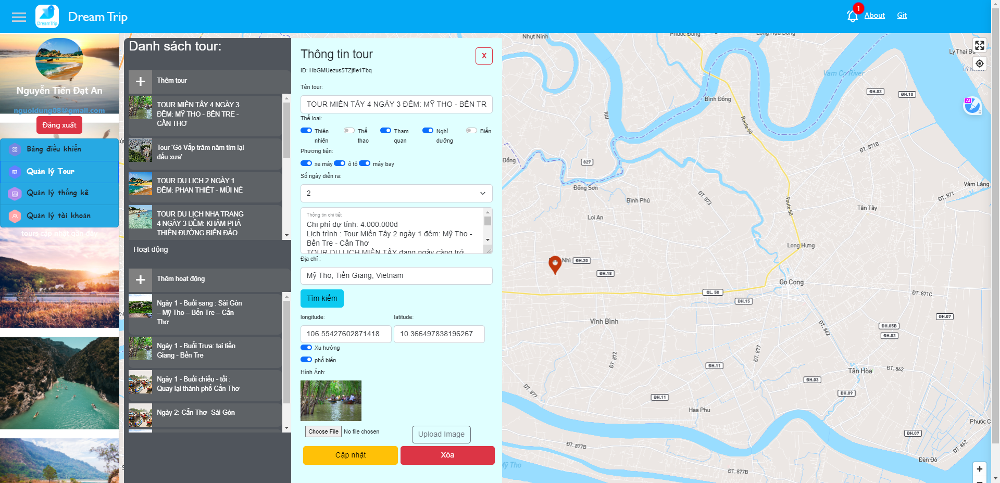 DreamTrip
Dream Trip
1
About
Git
Nguyễn Tiến Đạt An
nguoidung08@gmail.com
Đăng xuất
Bảng điều khiển
Quản lý Tour
Quản lý thống kê
Quản lý tài khoản
tours cập nhật gần đây
Danh sách tour:
Thêm tour
TOUR MIỀN TÂY 4 NGÀY 3
ĐÊM: MỸ THO - BẾN TRE -
CẦN THƠ
Tour 'Gò Vấp trăm năm tìm lại
dấu xưa'
TOUR DU LỊCH 2 NGÀY 1
ĐÊM: PHAN THIẾT - MŨI NÉ
TOUR DU LỊCH NHA TRANG
4 NGÀY 3 ĐÊM: KHÁM PHÁ
THIÊN ĐƯỜNG BIỂN ĐẢO
Hoạt động
Thêm hoạt động
Ngày 1 - Buổi sang : Sài Gòn
– Mỹ Tho – Bến Tre – Cần
Thơ
Ngày 1 - Buổi Trưa: tại tiền
Giang - Bến Tre
Ngày 1 - Buổi chiều - tối :
Quay lại thành phố Cần Thơ
Ngày 2: Cần Thơ- Sài Gòn
Thông tin tour
X
ID: HbGMUezus5TZjfle1Tbq
Tên tour:
TOUR MIỀN TÂY 4 NGÀY 3 ĐÊM: MỸ THO - BẾN TR
Thể loại:
Thiên nhiên
Thể thao
Tham quan
Nghỉ dưỡng
Biển
Phương tiện:
xe máy ô tô máy bay
Số ngày diễn ra:
2
Thông tin chi tiết
Chi phí dự tính: 4.000.000đ
Lịch trình : Tour Miền Tây 2 ngày 1 đêm: Mỹ Tho -
Bến Tre - Cần Thơ
TOUR DU LỊCH MIỀN TÂY đang ngày càng trở
Địa chỉ :
Mỹ Tho, Tiền Giang, Vietnam
Tìm kiếm
longitude: latitude:
106.55427602871418 10.366497838196267
Xu hướng
phổ biến
Hình Ảnh:
Choose File No file chosen
Upload Image
Cập nhật
Xóa
Nhựt Ninh
Phước Đông
Long Hựu Đông
Ly Thai Bu
Vam Co River
AI
ĐH.02
ĐH.10
Bình Đông
RAI
Route 50
ĐT. 871B
Đồng
827
Đồng Sơn
Vàm Láng
Bình Phú
ĐT. 873
ĐT. 871
Route 50
Tân Tây
Loi An
Long Hưng
Nhì
ĐH.20
ĐH.18
Go Cong
QL. 50
ĐT. 871C
ĐH.15
ĐH.07
Vĩnh Bình
ĐH.05B
ĐT. 862
ĐH.02
ĐT. 877
ĐT. 872
ĐH.11
ĐT. 862
Tân Hòa
ĐH.03
ĐT. 877
ĐH.09
ĐH.11
Haa Phu
Phước C
ĐH.07
ĐT. 877B
ĐT. 862
Đèn Đỏ
Mỹ Tho
ĐT. 877B